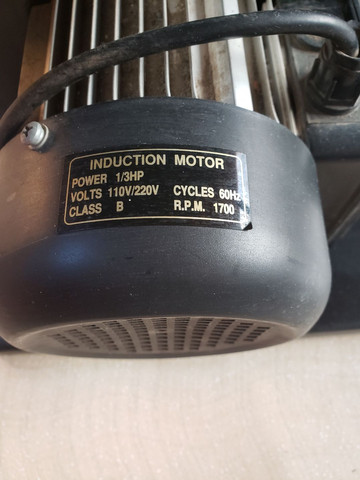 INDUCTION MOTOR
POWER 1/3HP
VOLTS 110V/220V CYCLES 60Hz
CLASS B R.P.M. 1700